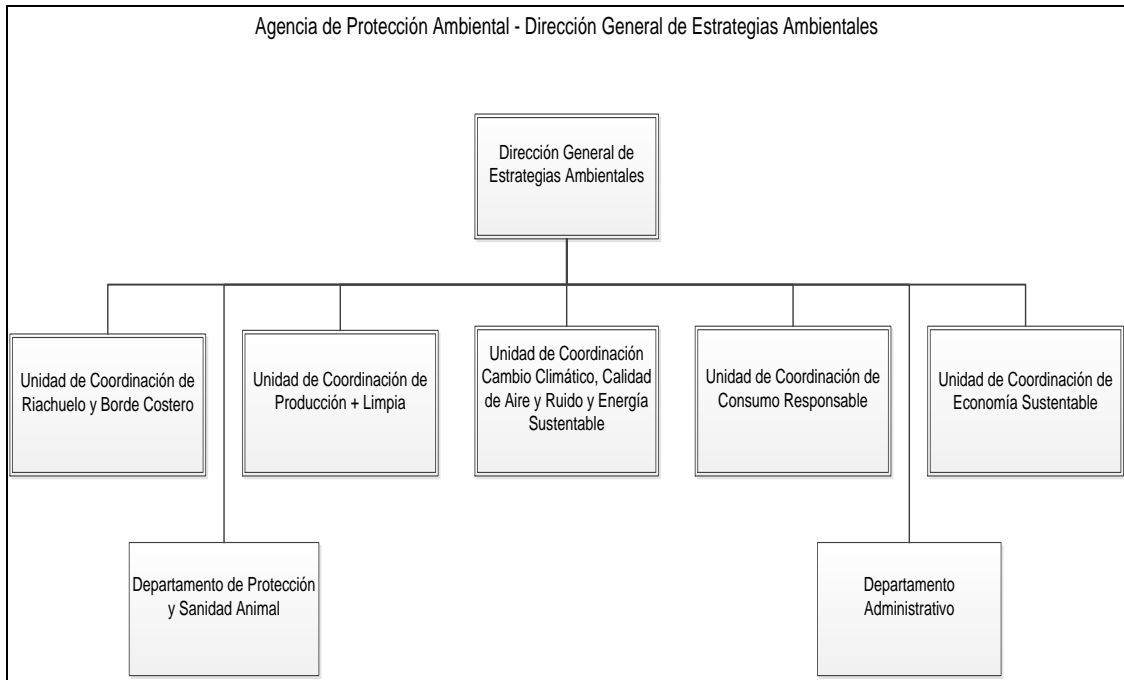 Agencia de Protección Ambiental - Dirección General de Estrategias Ambientales
Dirección General de
Estrategias Ambientales
Unidad de Coordinación de
Riachuelo y Borde Costero
Unidad de Coordinación de
Producción + Limpia
Unidad de Coordinación
Cambio Climático, Calidad
de Aire y Ruido y Energía
Sustentable
Unidad de Coordinación de
Consumo Responsable
Unidad de Coordinación de
Economía Sustentable
Departamento de Protección
y Sanidad Animal
Departamento
Administrativo